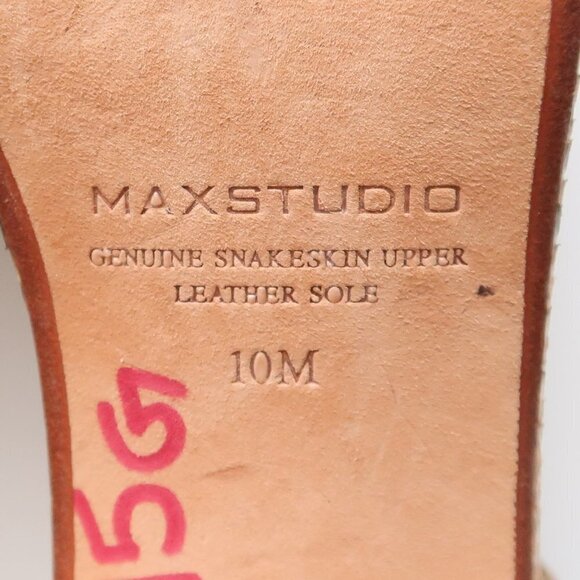 MAXSTUDIO
GENUINE SNAKESKIN UPPER
LEATHER SOLE
10M